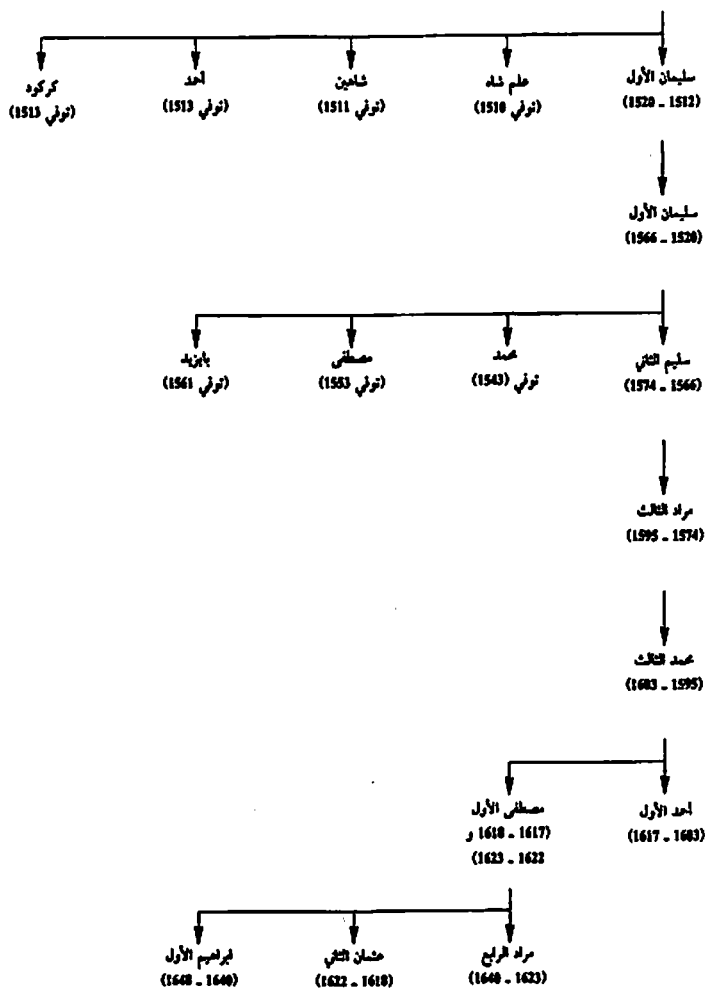 سليمان الأول
(1512 ـ 1520)
علم شاه
(توفي 1510)
شاهين
(توفي 1511)
أحمد
(توفي 1513)
كركود
(توفي 1513)
سليمان الأول
(1520 ـ 1566)
سليم الثاني
(1566 ـ 1574)
محمد
توفي (1543)
مصطفى
(توفي 1553)
بايزيد
(توفي 1561)
مراد الثالث
(1574 ـ 1595)
محمد الثالث
(1595 ـ 1603)
أحمد الأول
(1603 ـ 1617)
مصطفى الأول
(1617 ـ 1618 و
1622 ـ 1623)
مراد الرابع
(1623 ـ 1640)
عثمان الثاني
(1618 ـ 1622)
ابراهيم الأول
(1640 ـ 1648)